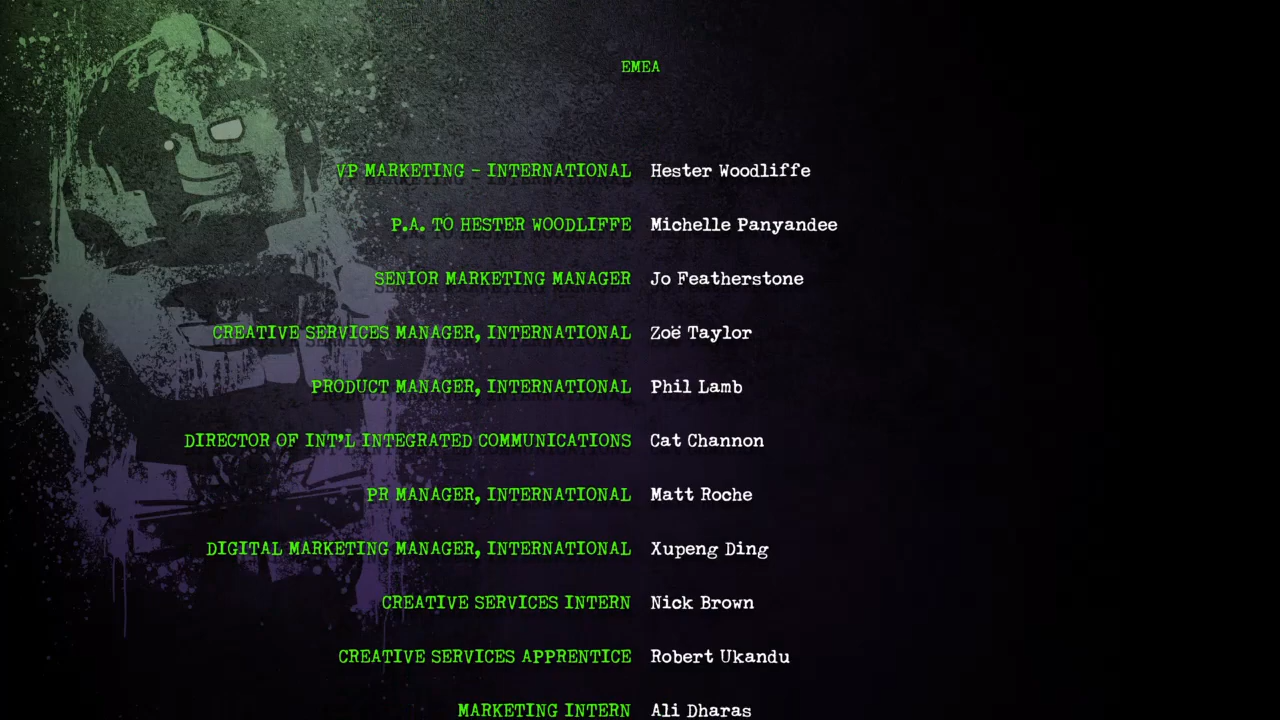 EMEA
VP MARKETING - INTERNATIONAL Hester Woodliffe
P.A. TO HESTER WOODLIFFE Michelle Panyandee
SENIOR MARKETING MANAGER Jo Featherstone
CREATIVE SERVICES MANAGER, INTERNATIONAL Zoë Taylor
PRODUCT MANAGER, INTERNATIONAL Phil Lamb
DIRECTOR OF INT'L INTEGRATED COMMUNICATIONS Cat Channon
PR MANAGER, INTERNATIONAL Matt Roche
DIGITAL MARKETING MANAGER, INTERNATIONAL Xupeng Ding
CREATIVE SERVICES INTERN Nick Brown
CREATIVE SERVICES APPRENTICE Robert Ukandu
MARKETING INTERN Ali Dharas